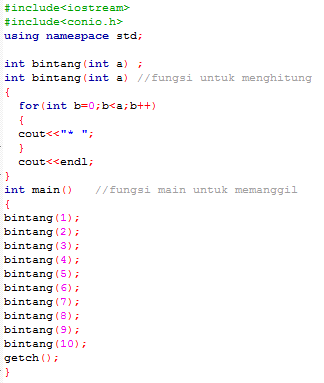 #include<iostream>
#include<conio.h>
using namespace std;

int bintang(int a) ;
int bintang(int a) //fungsi untuk menghitung
{
  for(int b=0;b<a;b++)
  {
  cout<<"* ";
  }
  cout<<endl;
}
int main()   //fungsi main untuk memanggil
{
bintang(1);
bintang(2);
bintang(3);
bintang(4);
bintang(5);
bintang(6);
bintang(7);
bintang(8);
bintang(9);
bintang(10);
getch();
}